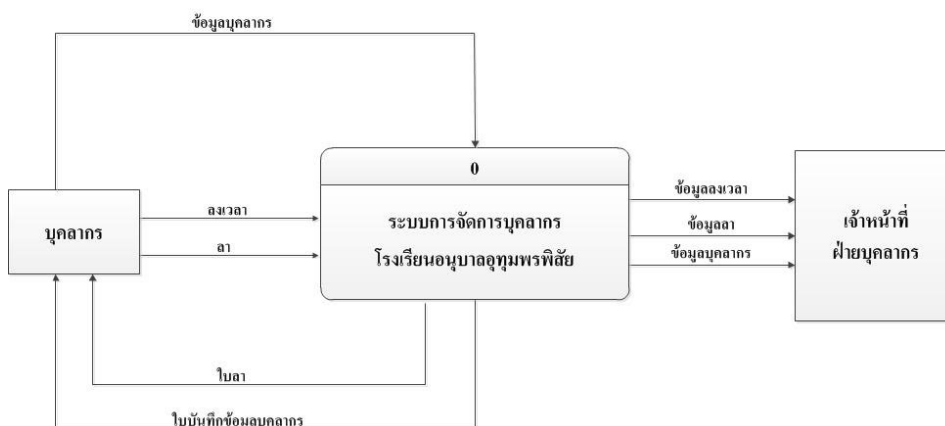 ข้อมูลบุคลากร
0
ระบบการจัดการบุคลากร
โรงเรียนอนุบาลอุทุมพรพิสัย
บุคลากร
ลงเวลา
ลา
ข้อมูลลงเวลา
ข้อมูลลา
ข้อมูลบุคลากร
เจ้าหน้าที่
ฝ่ายบุคลากร
ใบลา
ใบบันทึกข้อมูลบุคลากร